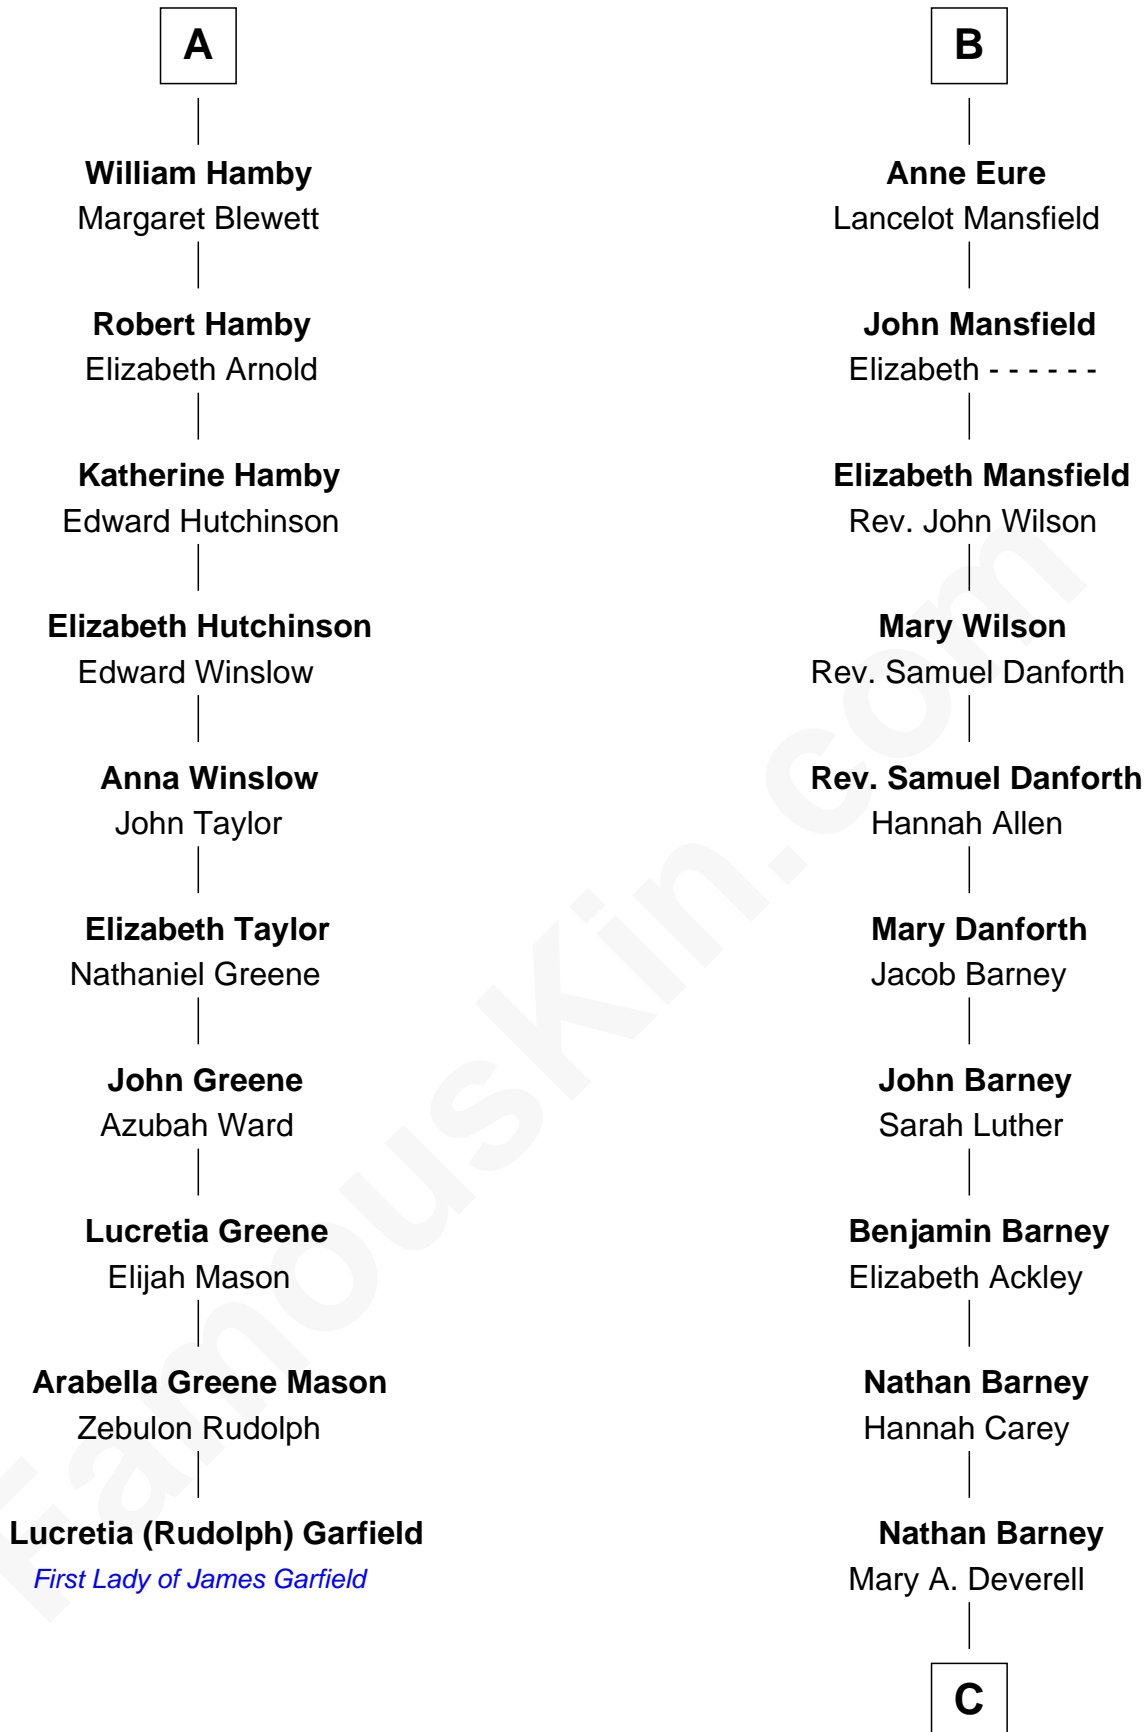 A
William Hamby
Margaret Blewett
Robert Hamby
Elizabeth Arnold
Katherine Hamby
Edward Hutchinson
Elizabeth Hutchinson
Edward Winslow
Anna Winslow
John Taylor
Elizabeth Taylor
Nathaniel Greene
John Greene
Azubah Ward
Lucretia Greene
Elijah Mason
Arabella Greene Mason
Zebulon Rudolph
Lucretia (Rudolph) Garfield
First Lady of James Garfield
B
Anne Eure
Lancelot Mansfield
John Mansfield
Elizabeth - - - - - -
Elizabeth Mansfield
Rev. John Wilson
Mary Wilson
Rev. Samuel Danforth
Rev. Samuel Danforth
Hannah Allen
Mary Danforth
Jacob Barney
John Barney
Sarah Luther
Benjamin Barney
Elizabeth Ackley
Nathan Barney
Hannah Carey
Nathan Barney
Mary A. Deverell
C
FamousKin.com